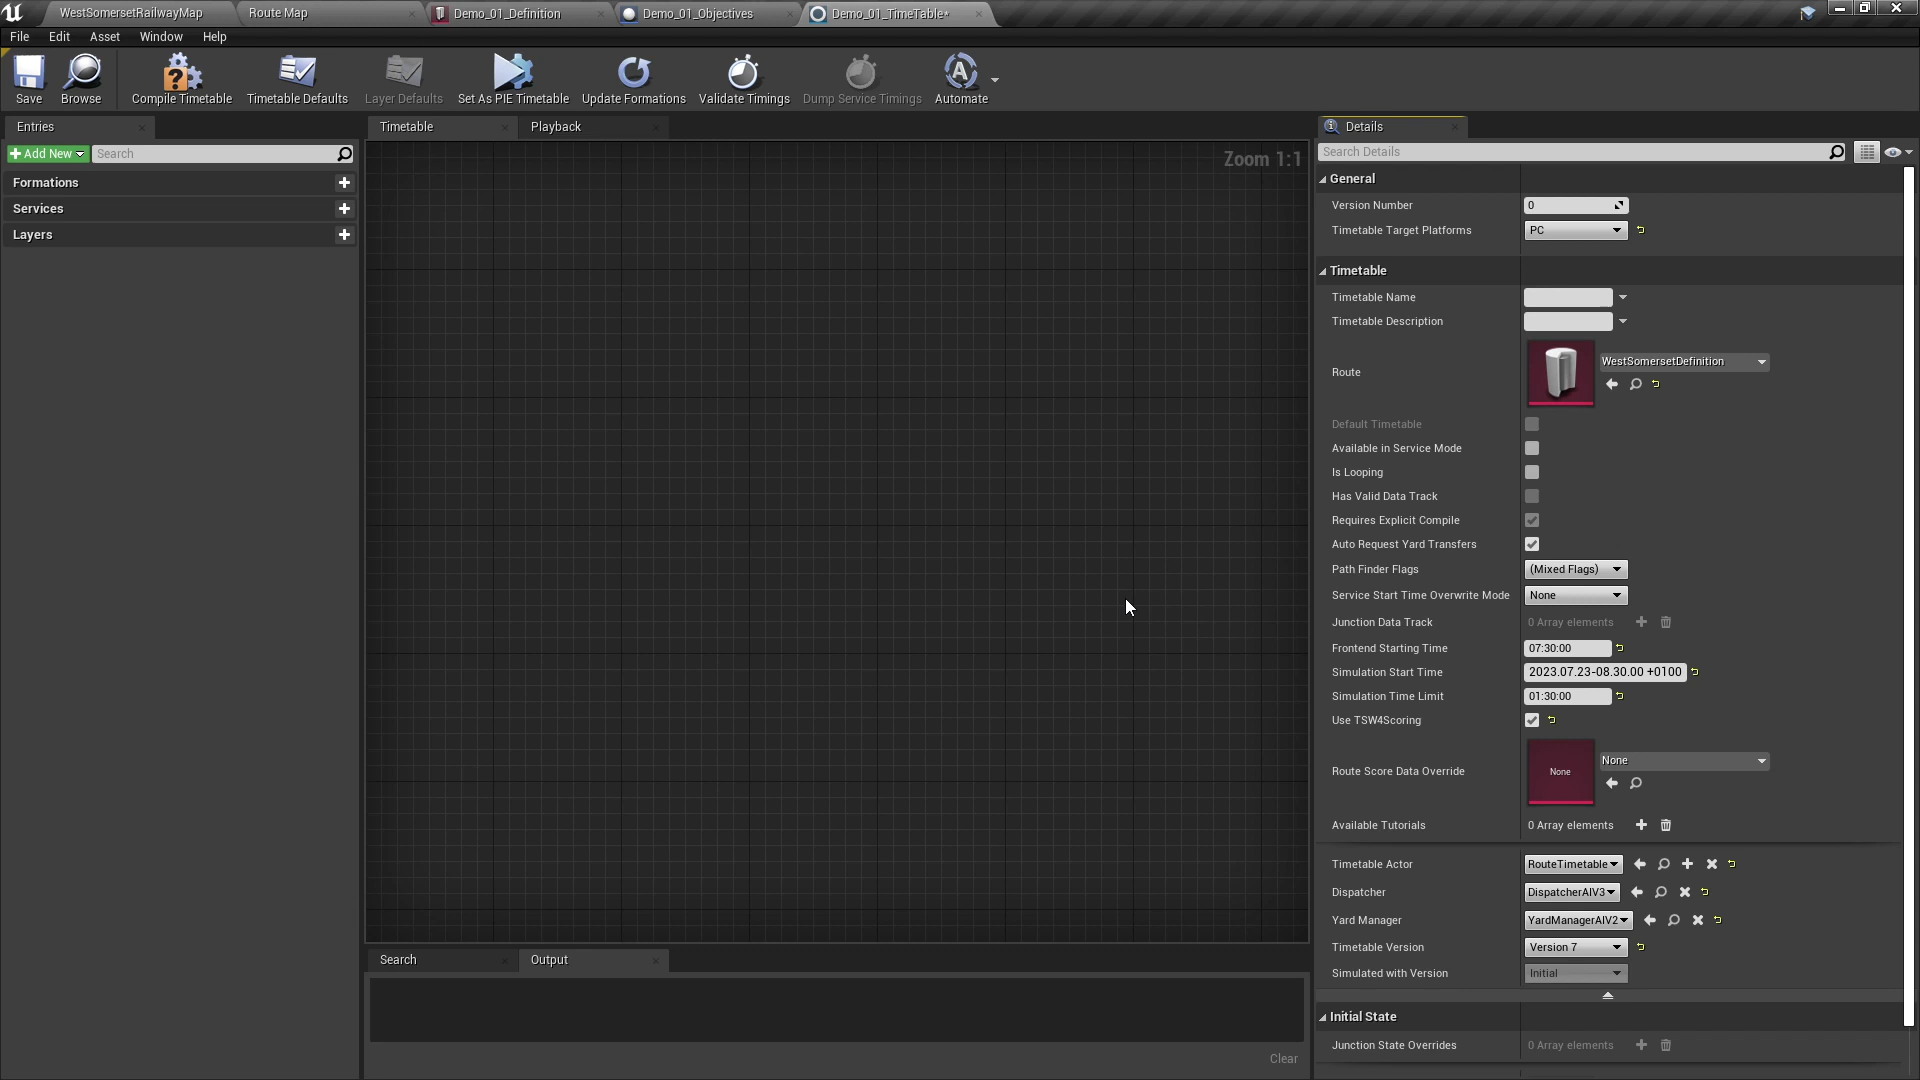 WestSomersetRailwayMap
Route Map
Demo_01_Definition
Demo_01_Objectives
Demo_01_TimeTable*
File Edit Asset Window Help
Save
Browse
Compile Timetable
Timetable Defaults
Layer Defaults
Set As PIE Timetable
Update Formations
Validate Timings
Dump Service Timings
Automate
Entries
Add New
Search
Formations
Services
Layers
Timetable
Playback
Zoom 1:1
Search
Output
Clear
Details
Search Details
General
Version Number 0
Timetable Target Platforms PC
Timetable
Timetable Name
Timetable Description
Route WestSomersetDefinition
Default Timetable
Available in Service Mode
Is Looping
Has Valid Data Track
Requires Explicit Compile
Auto Request Yard Transfers
Path Finder Flags (Mixed Flags)
Service Start Time Overwrite Mode None
Junction Data Track 0 Array elements
Frontend Starting Time 07:30:00
Simulation Start Time 2023.07.23-08.30.00 +0100
Simulation Time Limit 01:30:00
Use TSW4Scoring
Route Score Data Override None None
Available Tutorials 0 Array elements
Timetable Actor RouteTimetable
Dispatcher DispatcherAIV3
Yard Manager YardManagerAIV2
Timetable Version Version 7
Simulated with Version Initial
Initial State
Junction State Overrides 0 Array elements